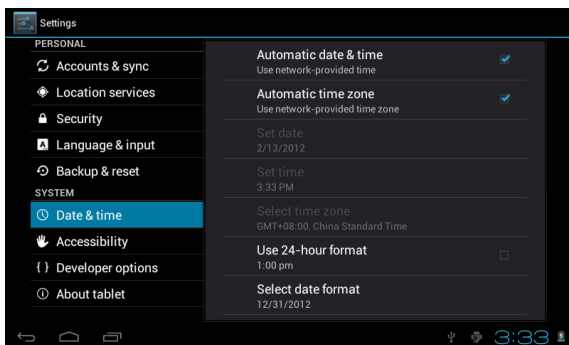 Settings
PERSONAL
Accounts & sync
Location services
Security
A Language & input
Backup & reset
SYSTEM
Date & time
Accessibility
{ } Developer options
About tablet
Automatic date & time
Use network-provided time
Automatic time zone
Use network-provided time zone
Set date
2/13/2012
Set time
3:33 PM
Select time zone
GMT+08:00, China Standard Time
Use 24-hour format
1:00 pm
Select date format
12/31/2012
3:33